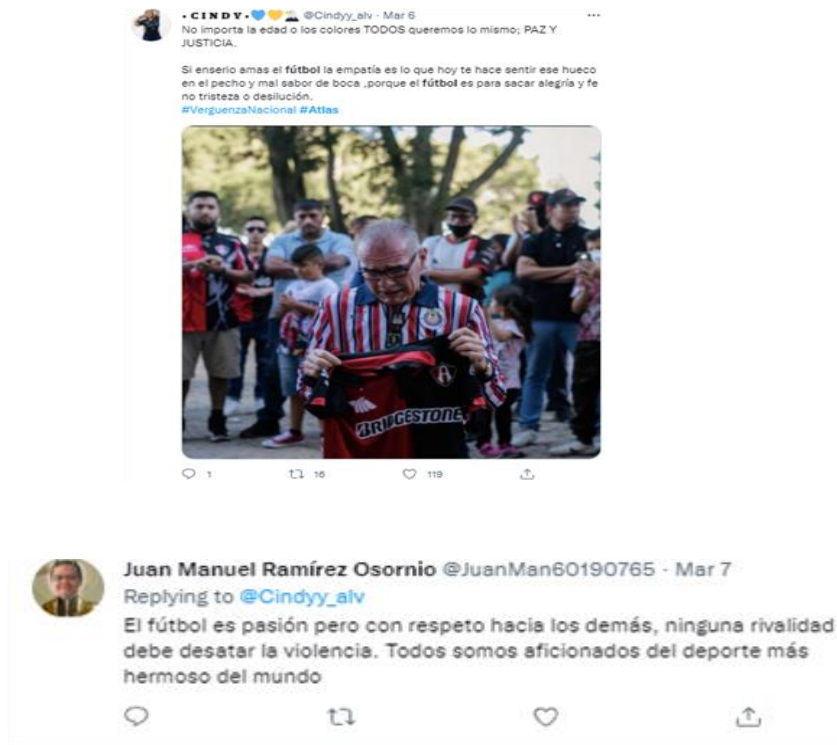 • C I N D Y •💙💛🌋 @Cindyy_alv · Mar 6
No importa la edad o los colores TODOS queremos lo mismo; PAZ Y
JUSTICIA.
Si enserio amas el fútbol la empatía es lo que hoy te hace sentir ese hueco
en el pecho y mal sabor de boca ,porque el fútbol es para sacar alegría y fe
no tristeza o desilución.
#VerguenzaNacional #Atlas
BRIDGESTONE
1 16 119
Juan Manuel Ramírez Osornio @JuanMan60190765 · Mar 7
Replying to @Cindyy_alv
El fútbol es pasión pero con respeto hacia los demás, ninguna rivalidad
debe desatar la violencia. Todos somos aficionados del deporte más
hermoso del mundo